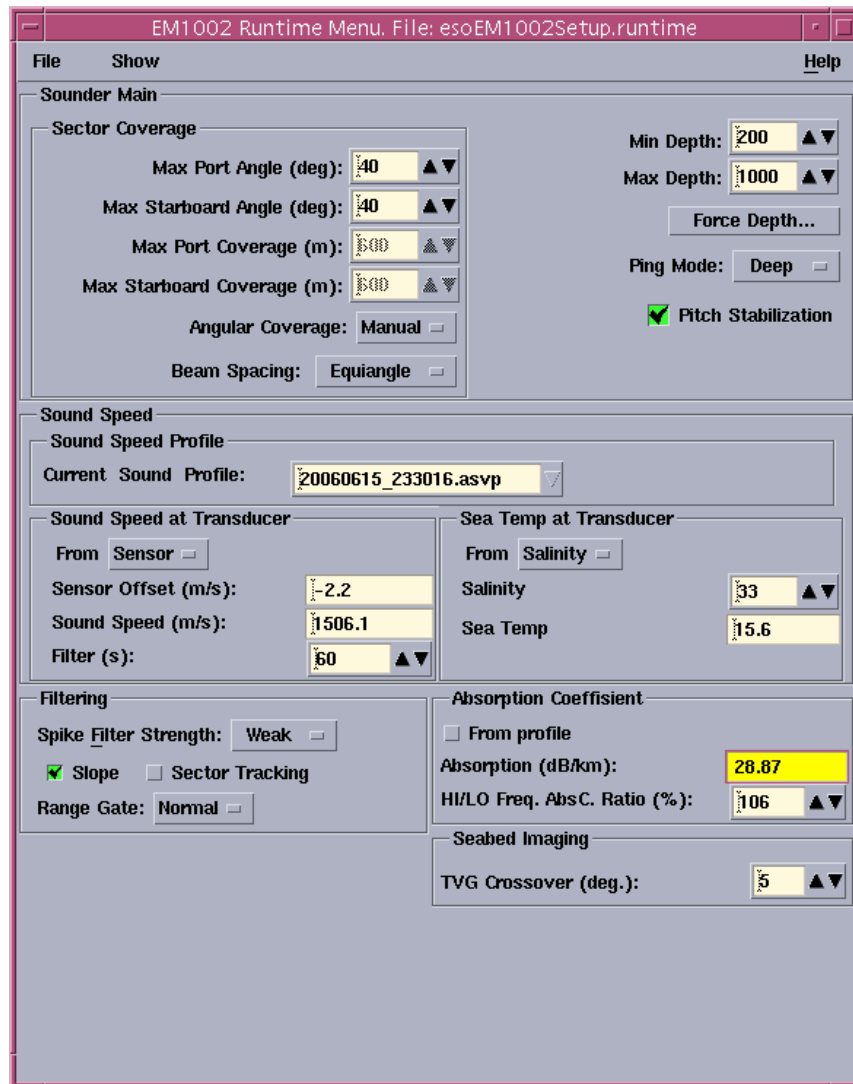 EM1002 Runtime Menu. File: esoEM1002Setup.runtime
File Show Help
Sounder Main
Sector Coverage
Max Port Angle (deg): 40
Max Starboard Angle (deg): 40
Max Port Coverage (m): 600
Max Starboard Coverage (m): 600
Angular Coverage: Manual
Beam Spacing: Equiangle
Min Depth: 200
Max Depth: 1000
Force Depth...
Ping Mode: Deep
Pitch Stabilization
Sound Speed
Sound Speed Profile
Current Sound Profile: 20060615_233016.asvp
Sound Speed at Transducer
From Sensor
Sensor Offset (m/s): -2.2
Sound Speed (m/s): 1506.1
Filter (s): 60
Sea Temp at Transducer
From Salinity
Salinity 33
Sea Temp 15.6
Filtering
Spike Filter Strength: Weak
Slope Sector Tracking
Range Gate: Normal
Absorption Coeffisient
From profile
Absorption (dB/km): 28.87
HI/LO Freq. AbsC. Ratio (%): 106
Seabed Imaging
TVG Crossover (deg.): 5